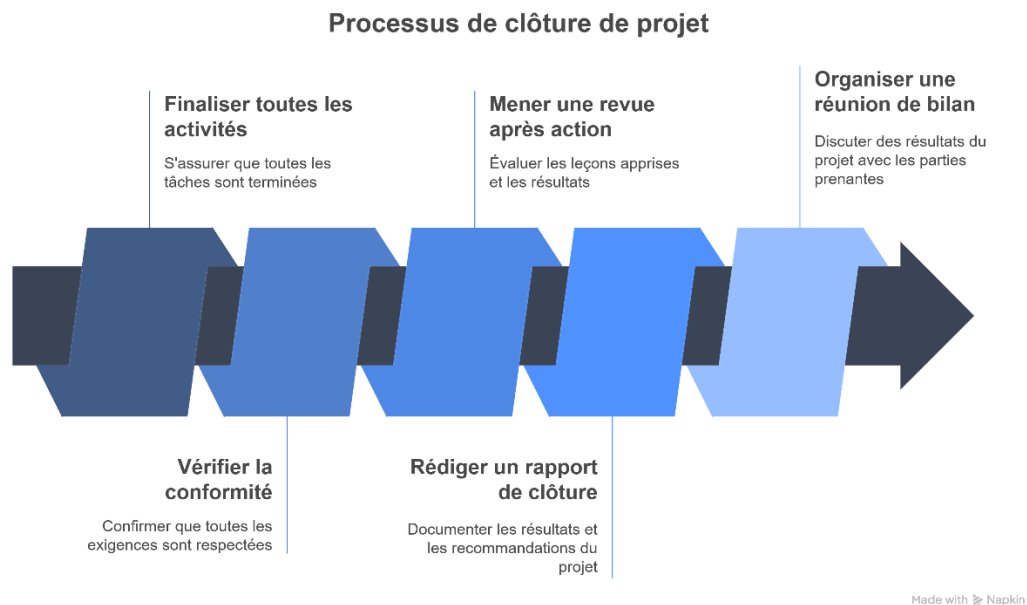 Processus de clôture de projet
Finaliser toutes les
activités
S'assurer que toutes les
tâches sont terminées
Vérifier la
conformité
Confirmer que toutes les
exigences sont respectées
Mener une revue
après action
Évaluer les leçons apprises
et les résultats
Rédiger un rapport
de clôture
Documenter les résultats et
les recommandations du
projet
Organiser une
réunion de bilan
Discuter des résultats du
projet avec les parties
prenantes
Made with Napkin